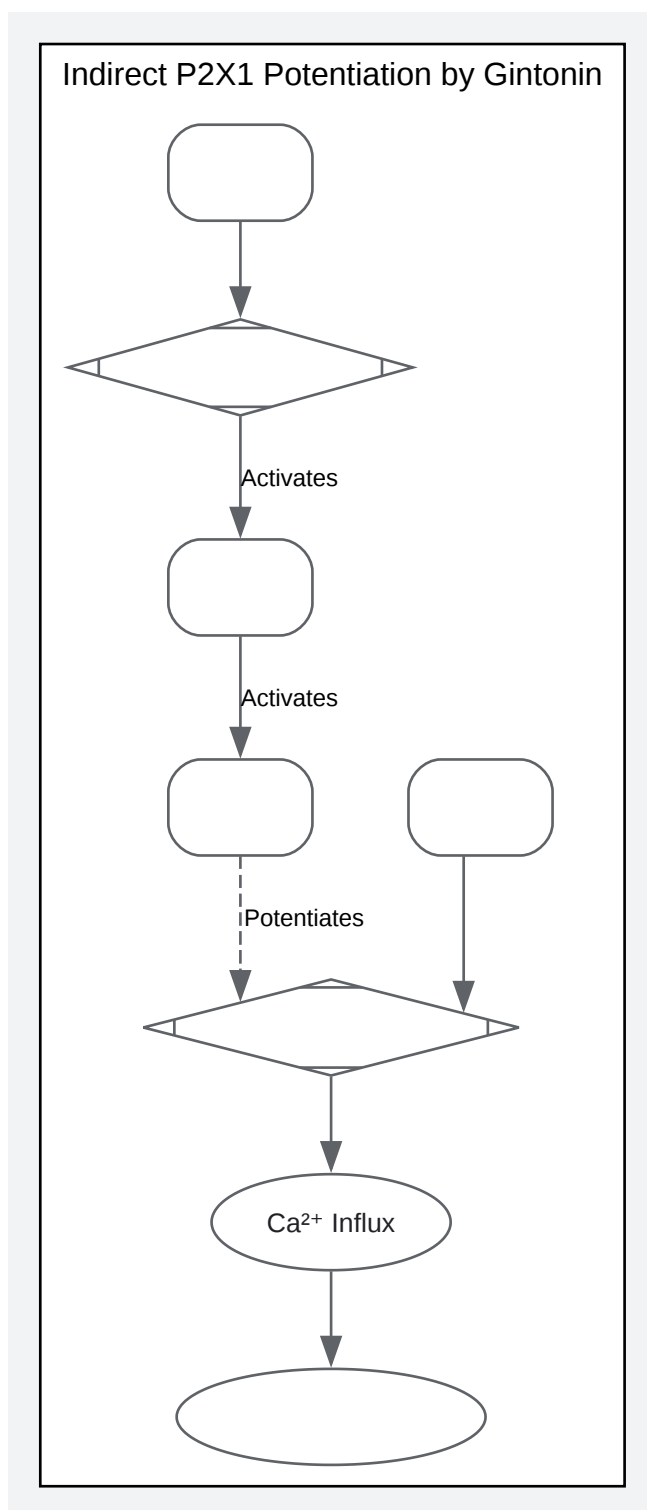 Indirect P2X1 Potentiation by Gintonin
Activates
Activates
Potentiates
Ca²⁺ Influx